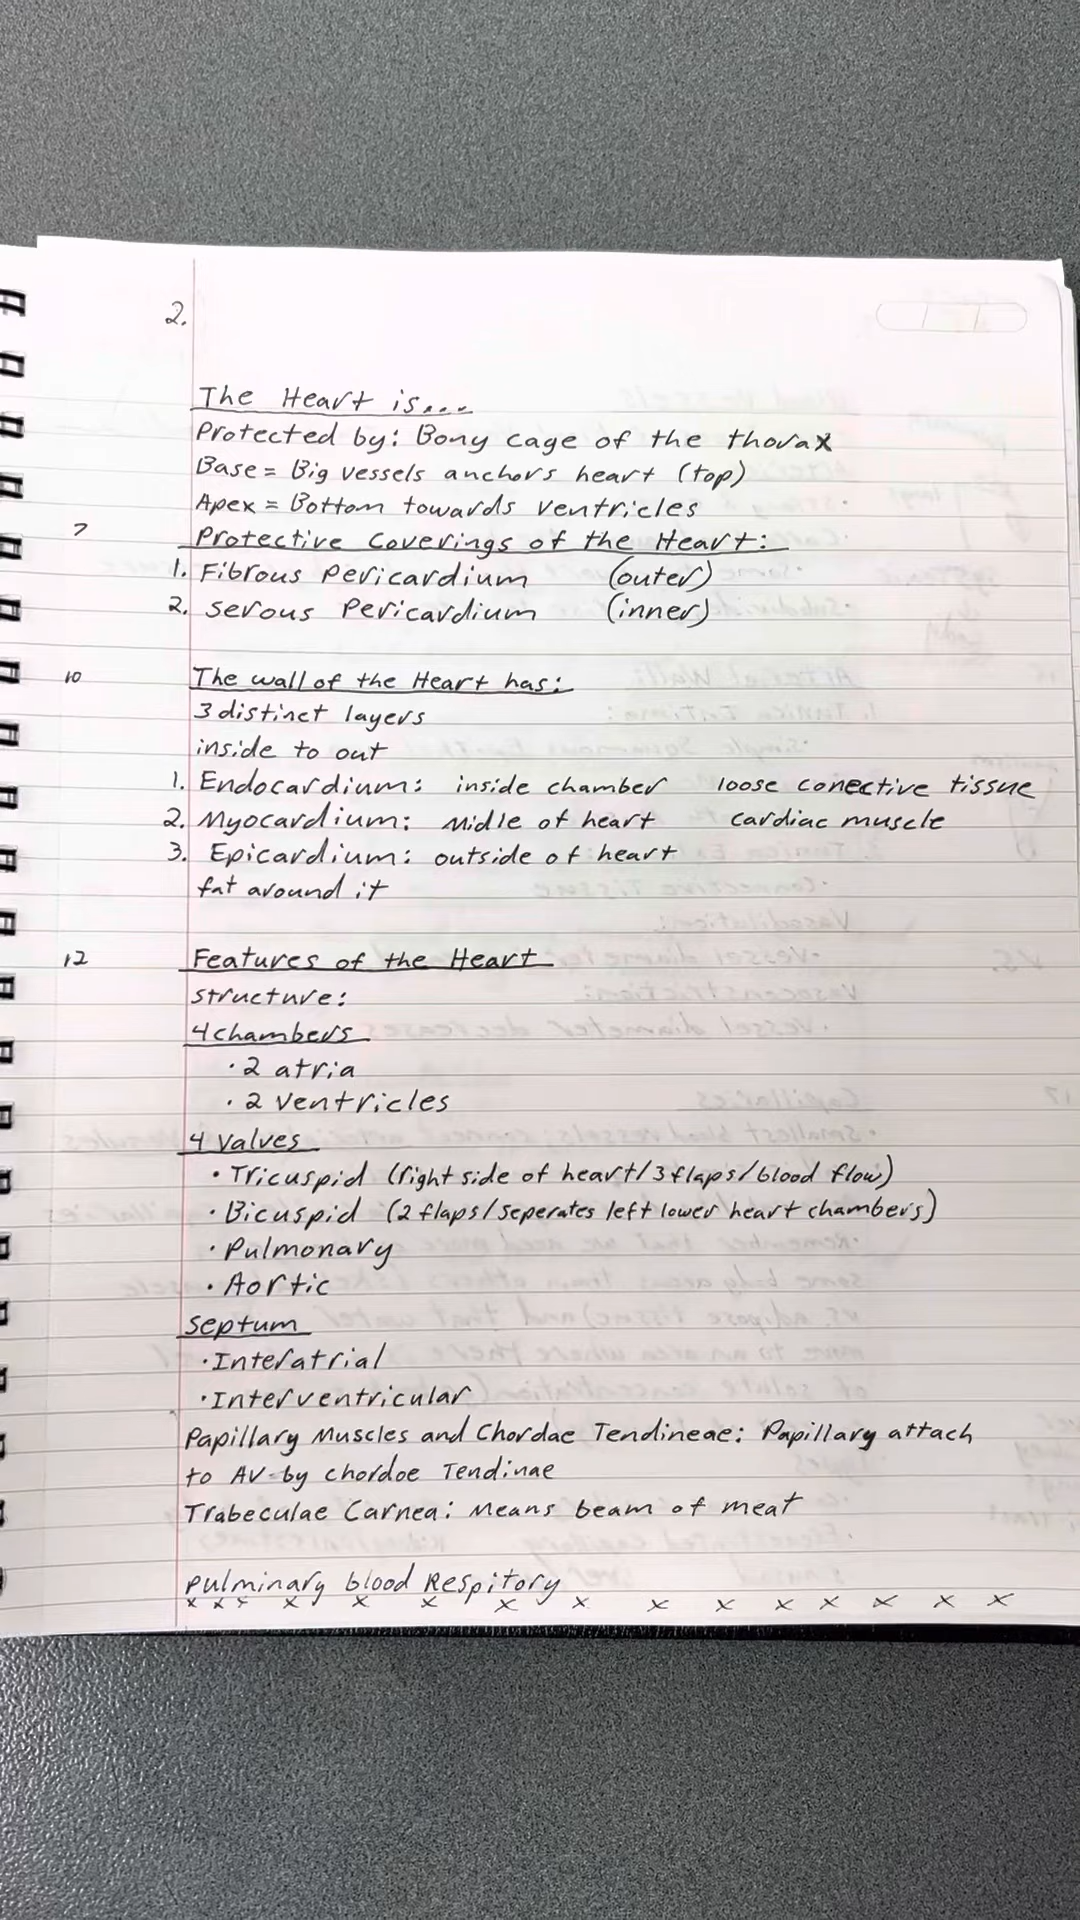 2.
The Heart is....
Protected by: Bony cage of the thorax
Base = Big vessels anchors heart (top)
Apex = Bottom towards ventricles
7 Protective Coverings of the Heart:
1. Fibrous Pericardium (outer)
2. Serous Pericardium (inner)
10 The wall of the Heart has:
3 distinct layers
inside to out
1. Endocardium: inside chamber loose conective tissue
2. Myocardium: Midle of heart cardiac muscle
3. Epicardium: outside of heart
fat around it
12 Features of the Heart
structure:
4 chambers
· 2 atria
· 2 ventricles
4 valves
· Tricuspid (right side of heart/3 flaps/blood flow)
· Bicuspid (2 flaps/seperates left lower heart chambers)
· Pulmonary
· Aortic
Septum
· Interatrial
· Interventricular
Papillary Muscles and Chordae Tendineae: Papillary attach
to AV-by chordoe Tendinae
Trabeculae Carnea: Means beam of meat
Pulminary blood Respitory
x x x x x x x x x x x x x x x